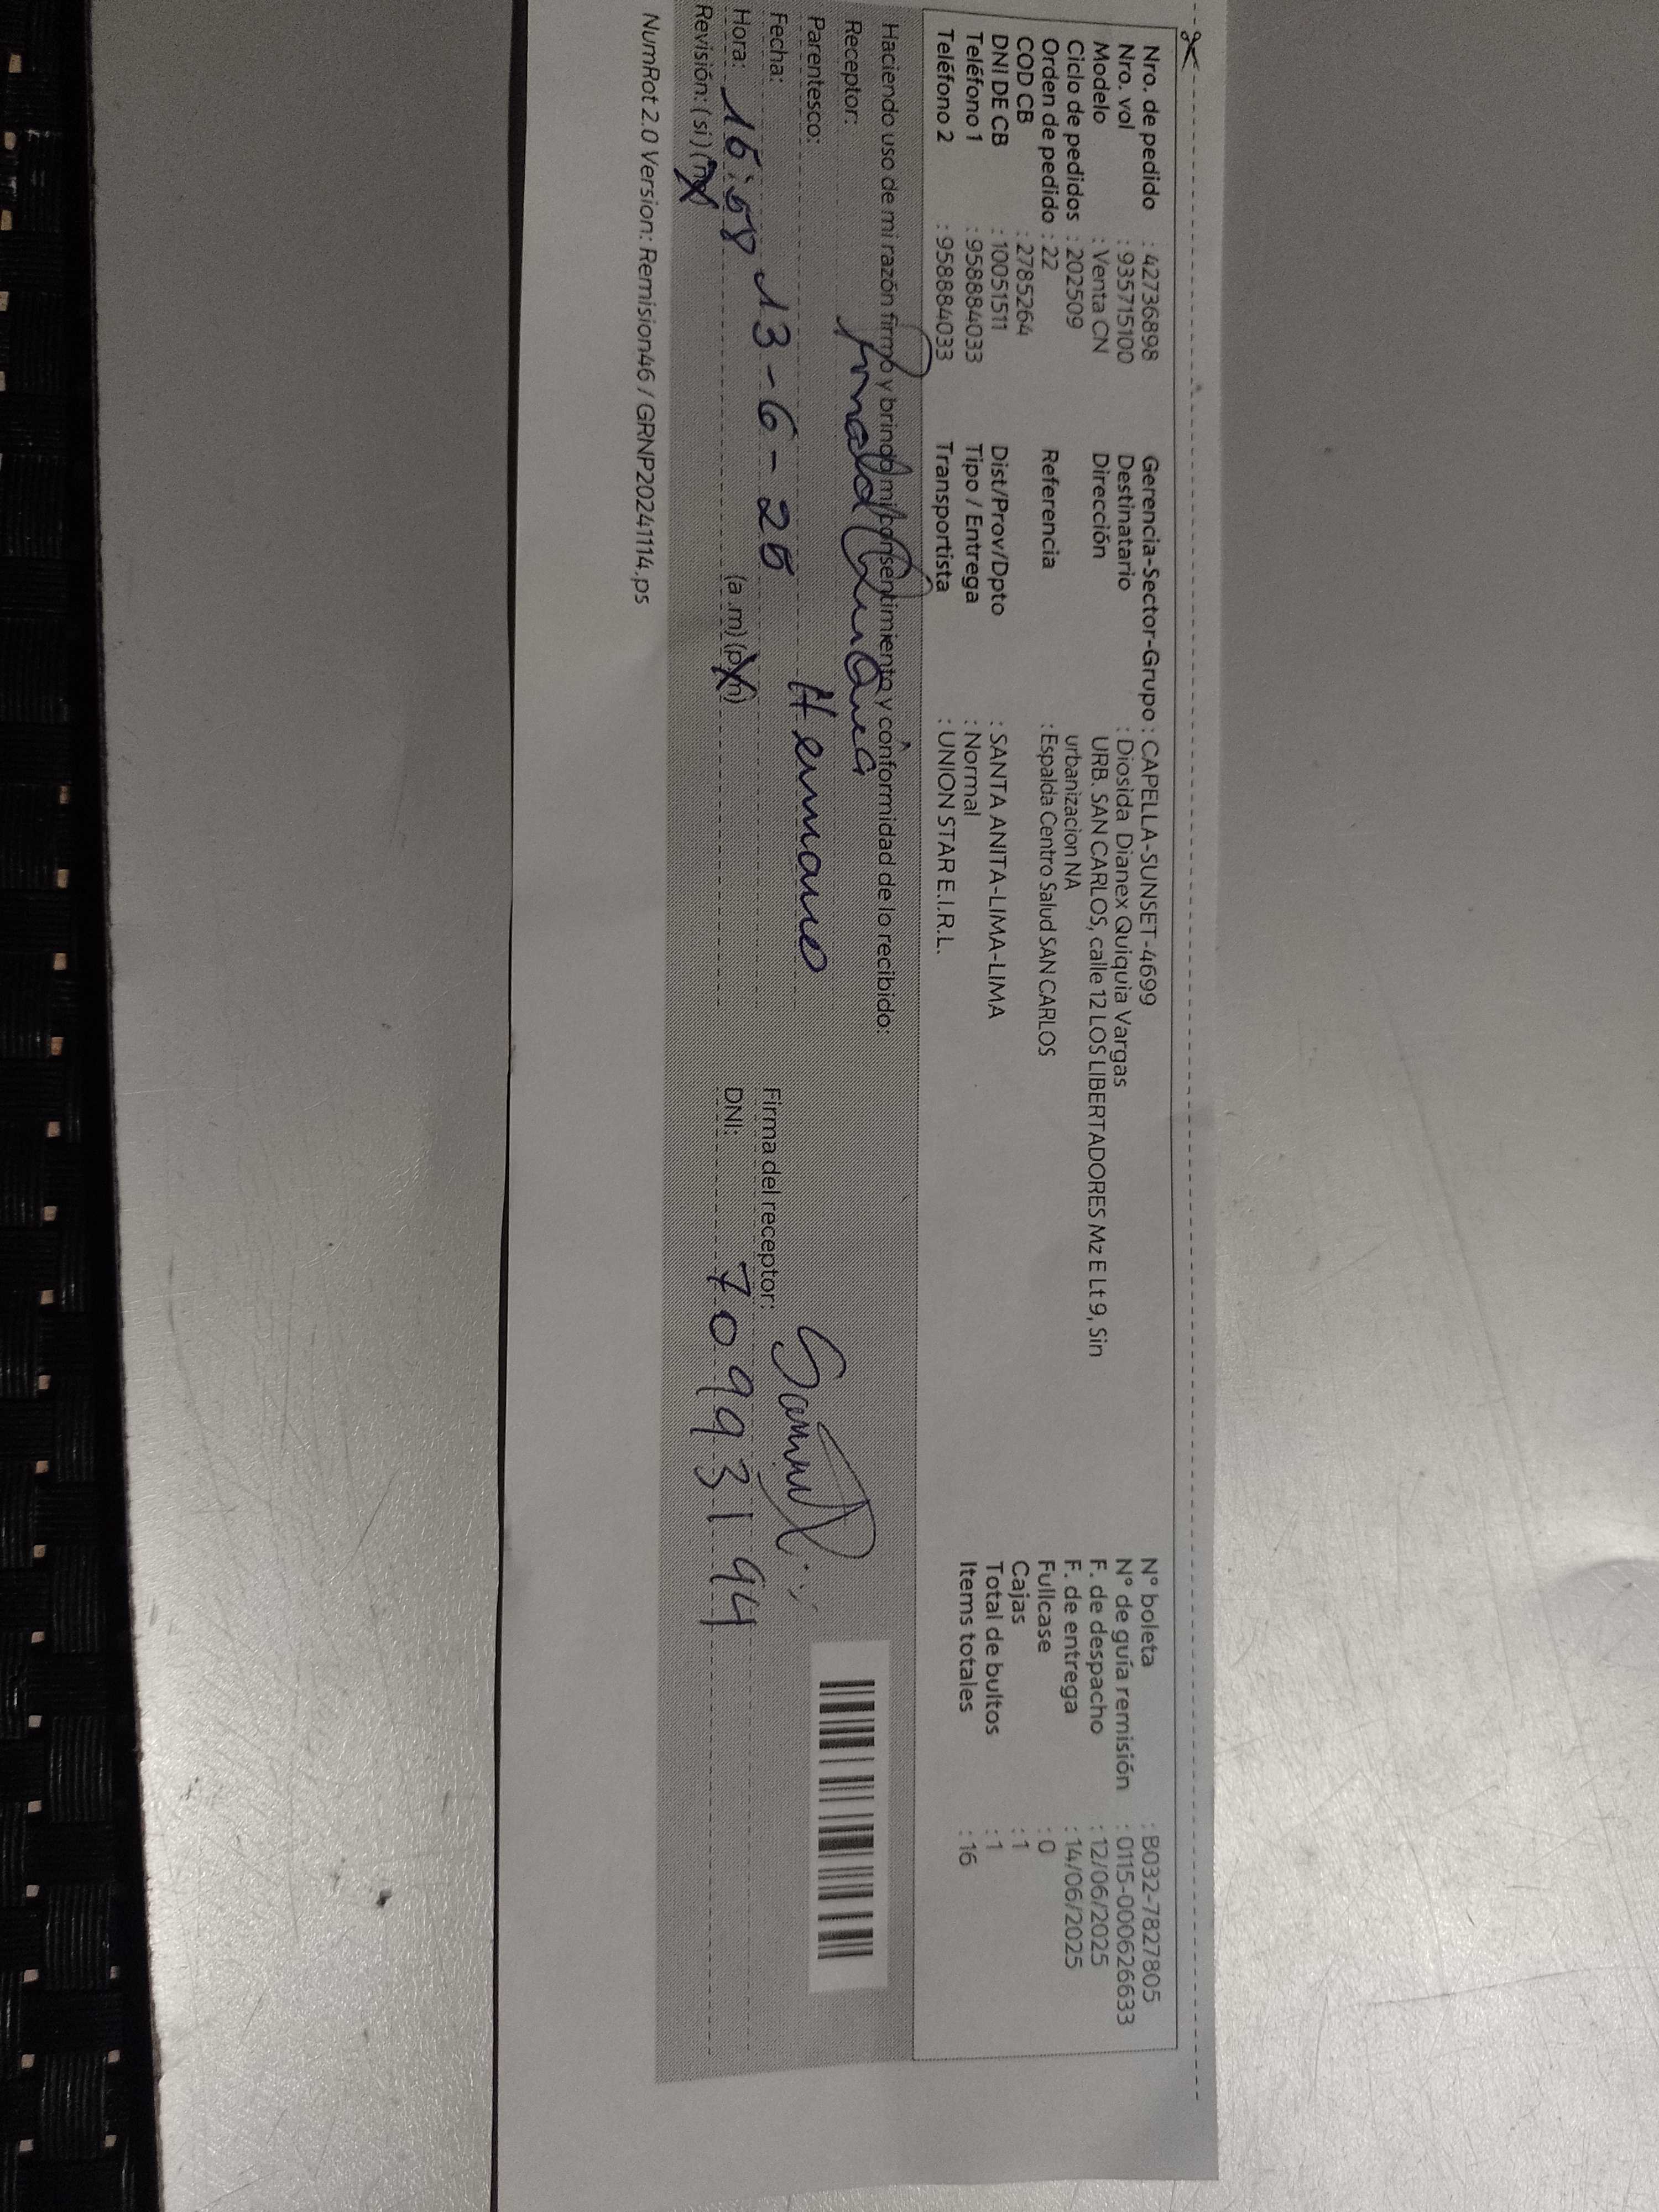 Nro. de pedido : 42736898
Nro. vol : 935715100
Modelo : Venta CN
Ciclo de pedidos : 202509
Orden de pedido : 22
COD CB : 2785264
DNI DE CB : 10051511
Teléfono 1 : 958884033
Teléfono 2 : 958884033
Gerencia-Sector-Grupo : CAPELLA-SUNSET-4699
Destinatario : Diosida Dianex Quiquia Vargas
Dirección URB. SAN CARLOS, calle 12 LOS LIBERTADORES Mz E Lt 9, Sin
urbanizacion NA
Referencia : Espalda Centro Salud SAN CARLOS
Dist/Prov/Dpto : SANTA ANITA-LIMA-LIMA
Tipo / Entrega : Normal
Transportista : UNION STAR E.I.R.L.
N° boleta : B032-7827805
N° de guía remisión : 0115-000626633
F. de despacho : 12/06/2025
F. de entrega : 14/06/2025
Fullcase : 0
Cajas : 1
Total de bultos : 1
Items totales : 16
Haciendo uso de mi razón firmo y brindo mi consentimiento y conformidad de lo recibido:
Receptor:
Parentesco: Hermano
Fecha: 13-6-25
Hora: 16:58 (a.m) (p.m)
Revisión: (si) (no)
Firma del receptor:
DNI: 70993194
NumRot 2.0 Version: Remision46 / GRNP20241114.ps